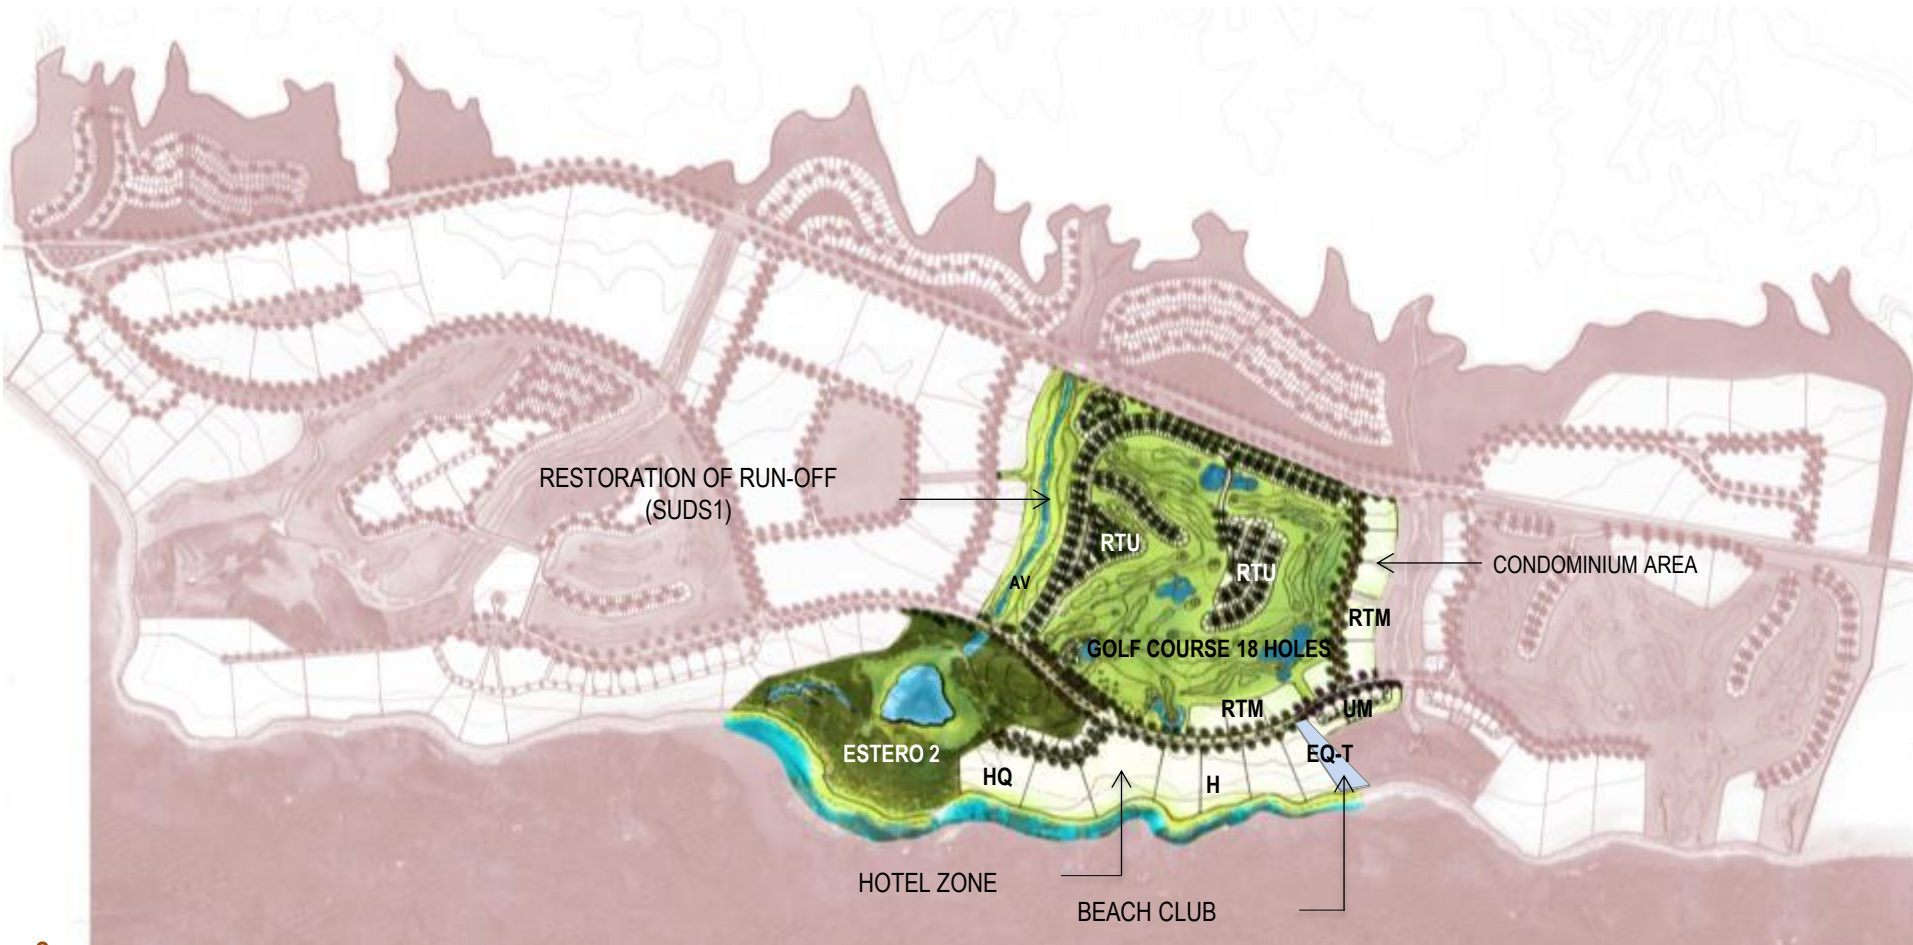 RESTORATION OF RUN-OFF
(SUDS1)
RTU
RTU
CONDOMINIUM AREA
AV
RTM
GOLF COURSE 18 HOLES
RTM
UM
ESTERO 2
EQ-T
HQ
H
HOTEL ZONE
BEACH CLUB